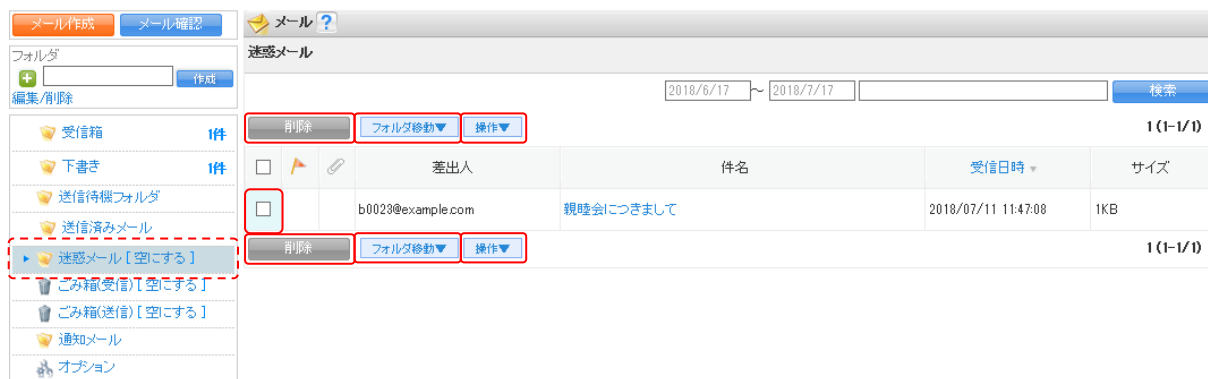 メール作成 メール確認
フォルダ
作成
編集/削除
受信箱 1件
下書き 1件
送信待機フォルダ
送信済みメール
迷惑メール [ 空にする ]
ごみ箱(受信) [ 空にする ]
ごみ箱(送信) [ 空にする ]
通知メール
オプション
メール ?
迷惑メール
2018/6/17 ～ 2018/7/17 検索
削除 フォルダ移動▼ 操作▼ 1 (1-1/1)
差出人 件名 受信日時 ▼ サイズ
b0023@example.com 親睦会につきまして 2018/07/11 11:47:08 1KB
削除 フォルダ移動▼ 操作▼ 1 (1-1/1)